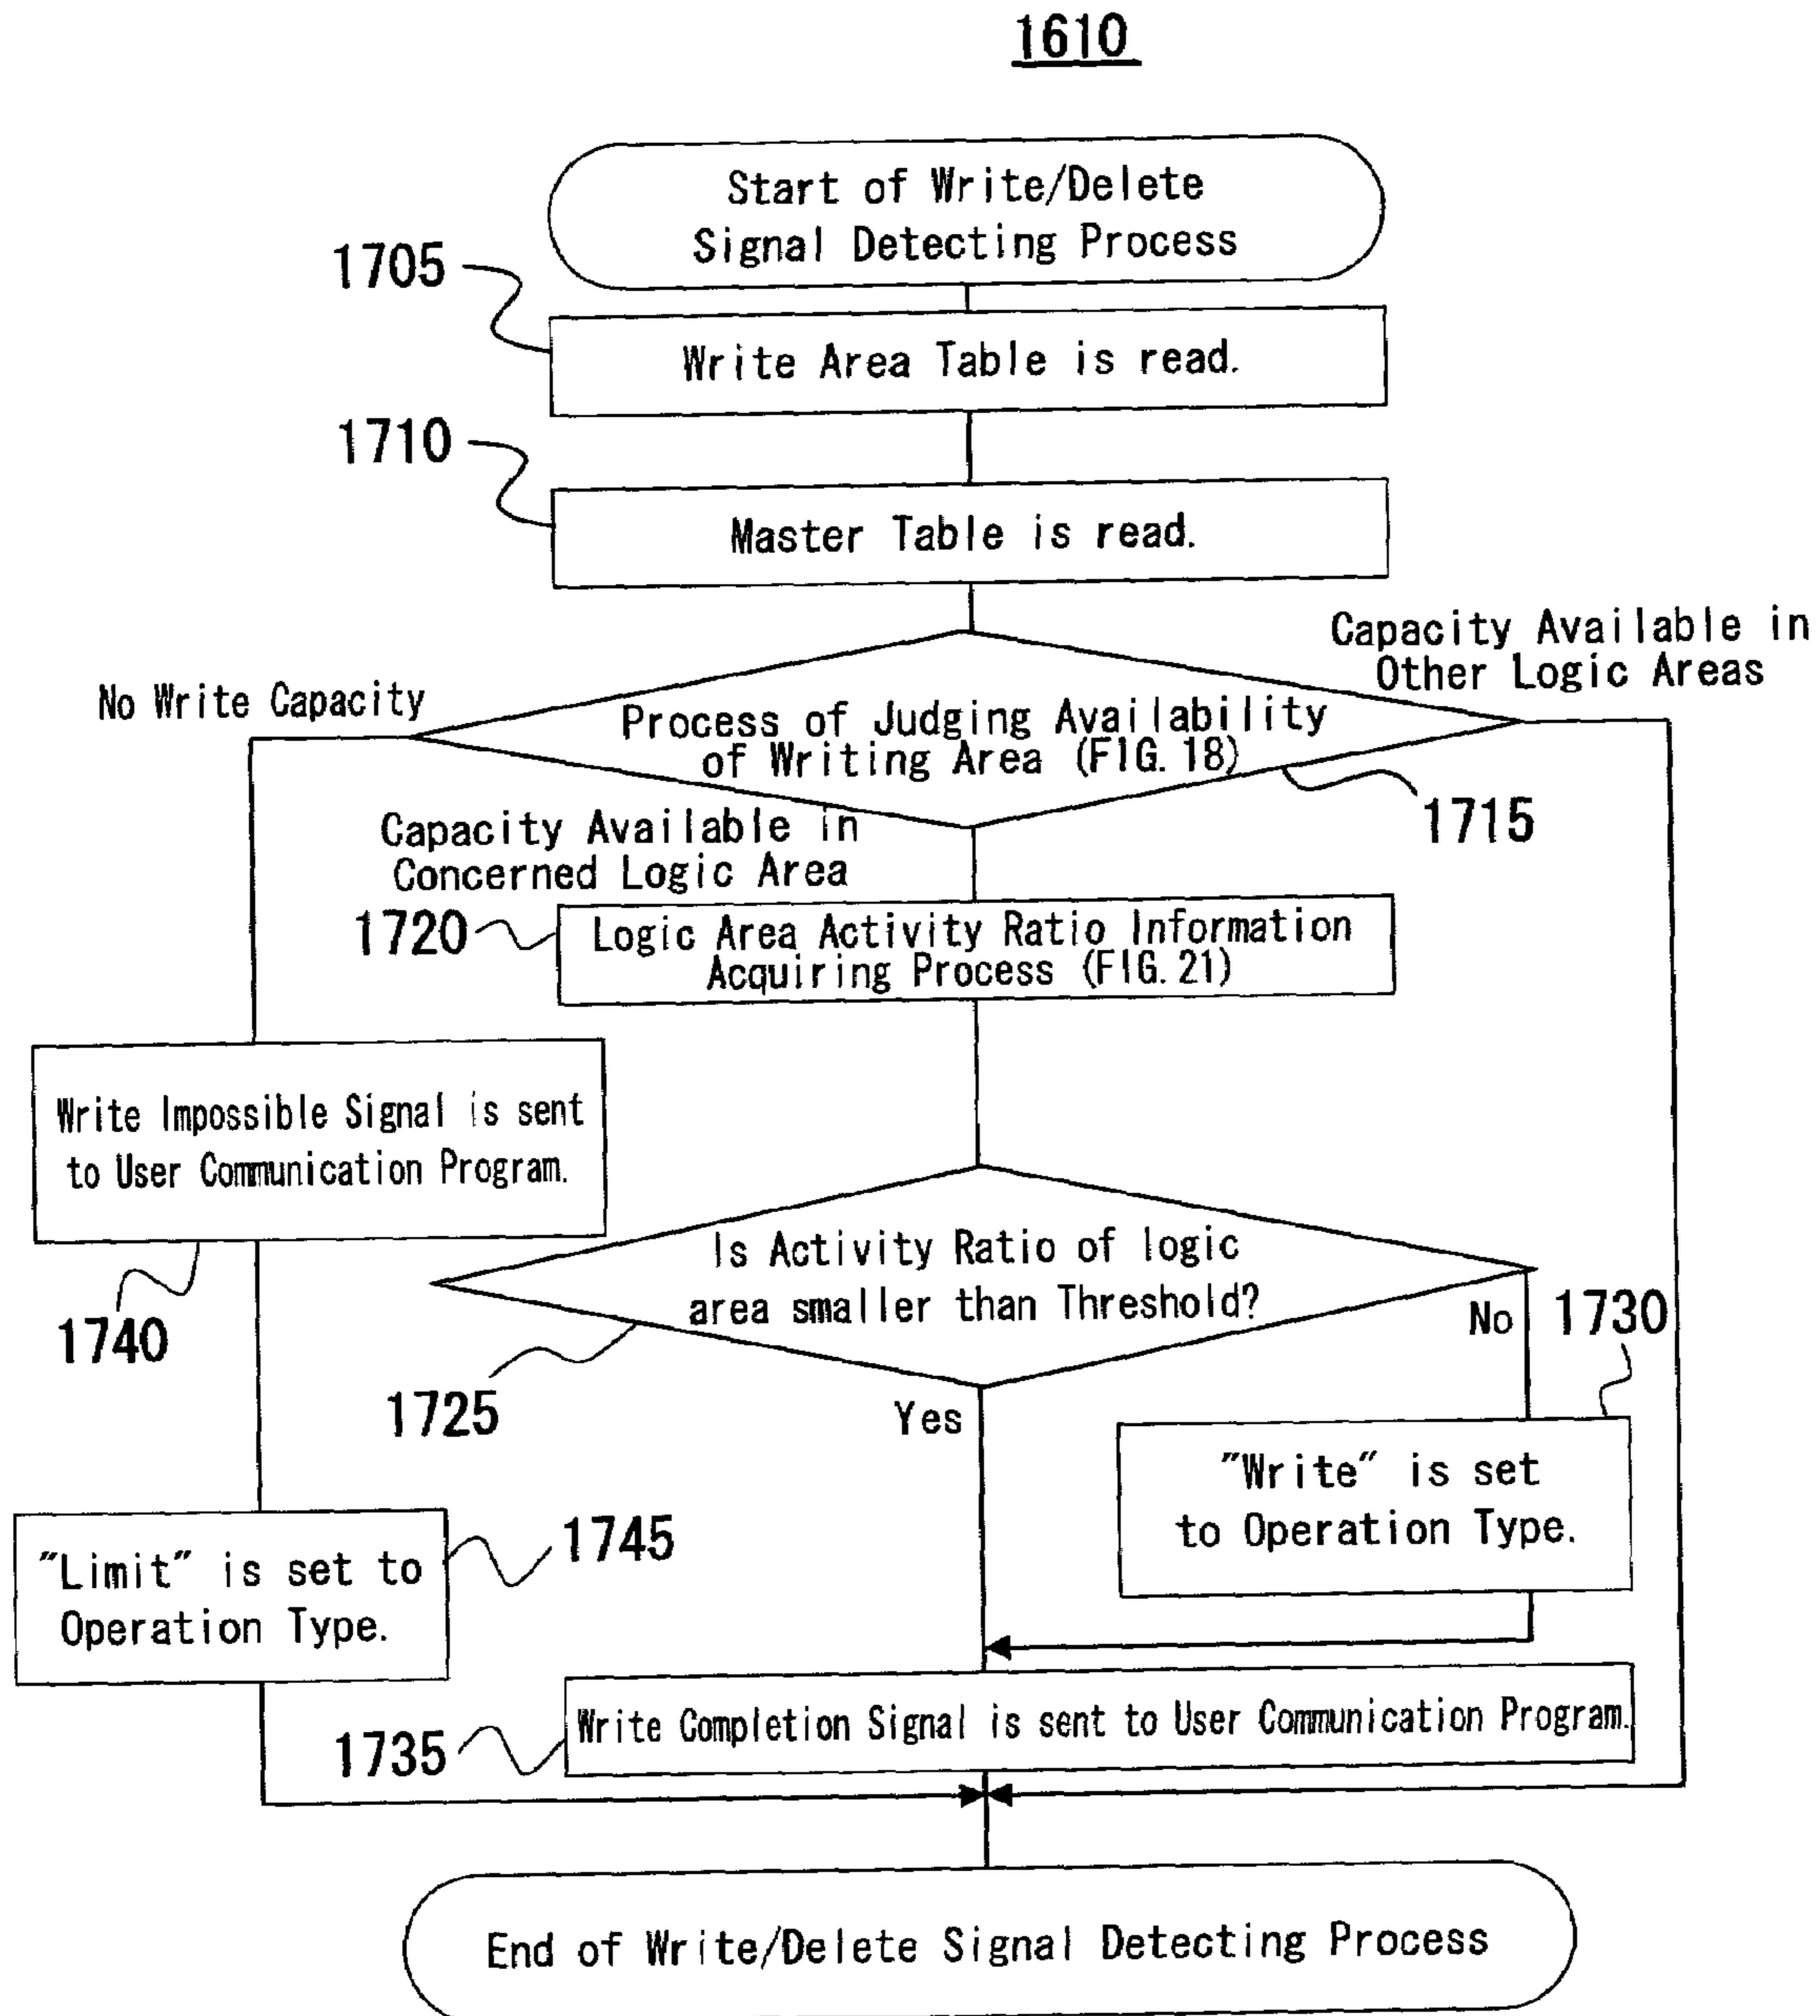 1610
Start of Write/Delete
Signal Detecting Process
1705
Write Area Table is read.
1710
Master Table is read.
Capacity Available in
Other Logic Areas
No Write Capacity
Process of Judging Availability
of Writing Area (FIG. 18)
1715
Capacity Available in
Concerned Logic Area
1720
Logic Area Activity Ratio Information
Acquiring Process (FIG. 21)
Write Impossible Signal is sent
to User Communication Program.
1740
Is Activity Ratio of logic
area smaller than Threshold?
1725
No
1730
Yes
"Write" is set
to Operation Type.
"Limit" is set to
Operation Type.
1745
1735
Write Completion Signal is sent to User Communication Program.
End of Write/Delete Signal Detecting Process